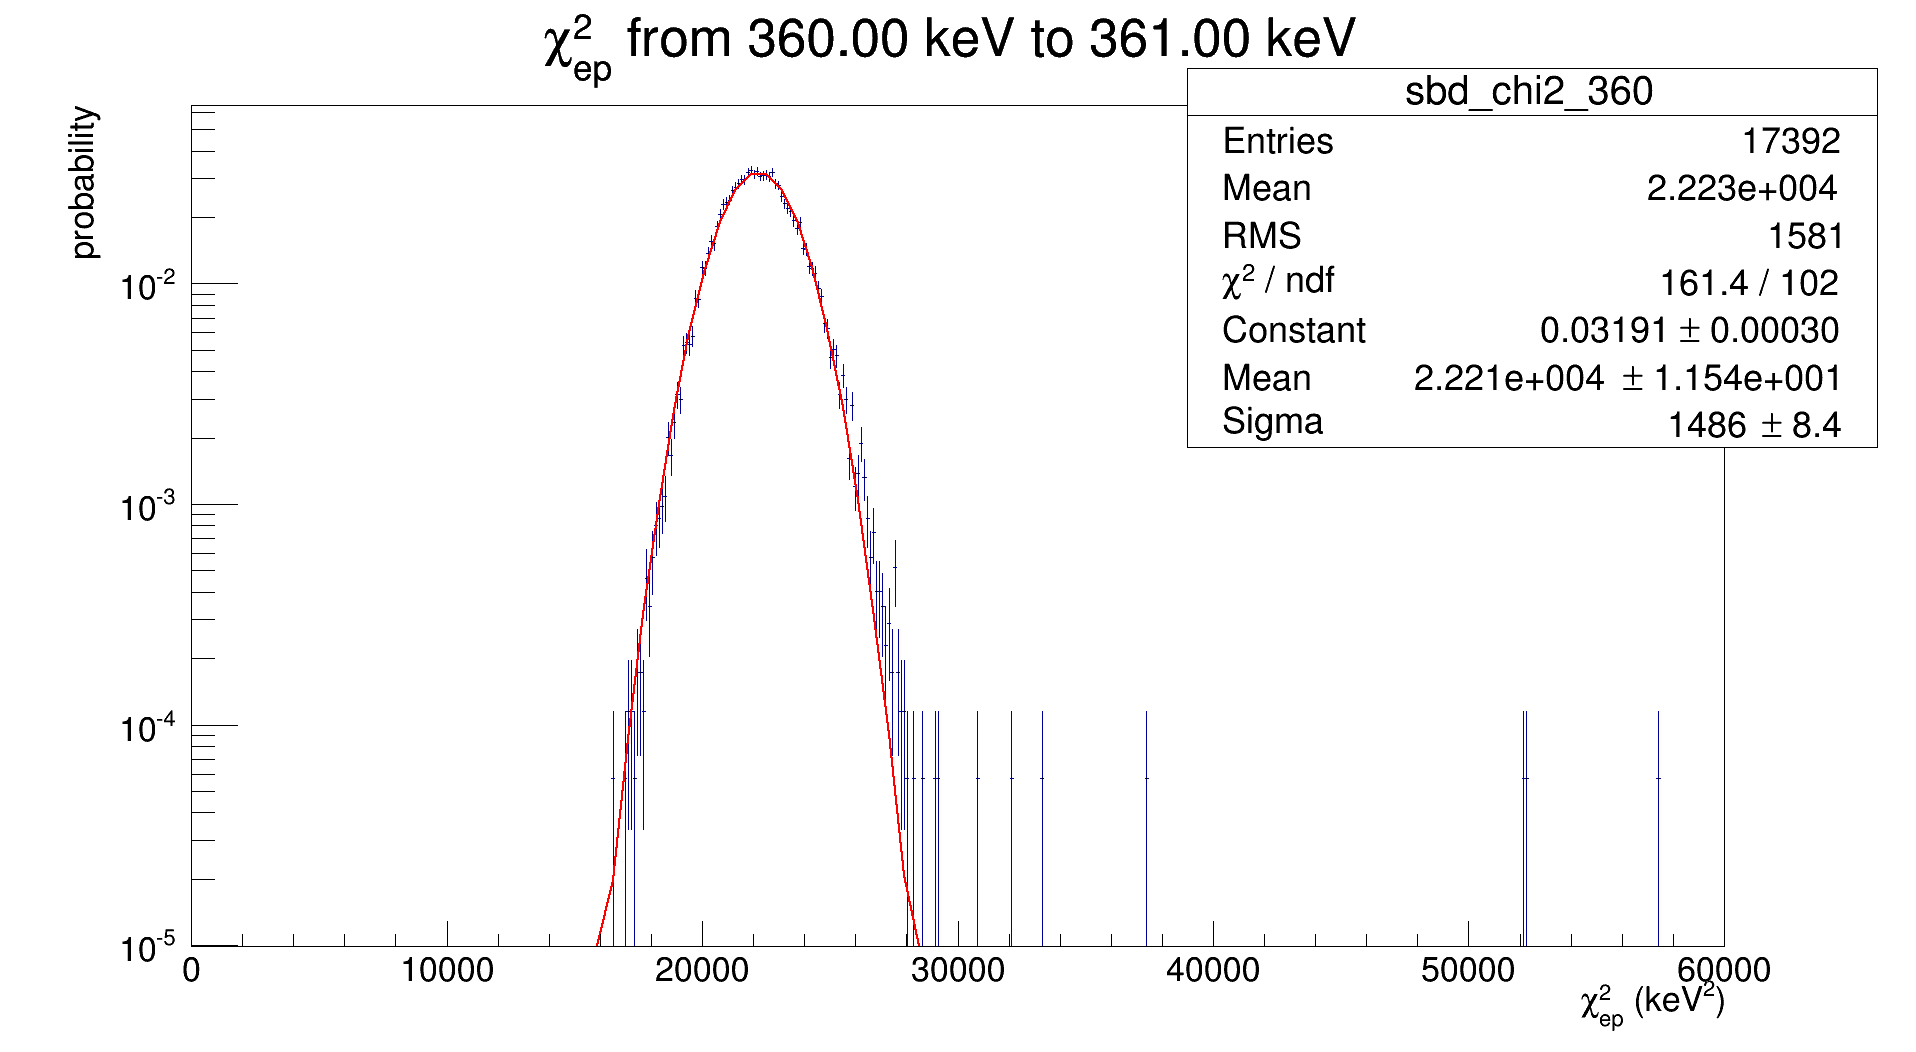 χ²ep from 360.00 keV to 361.00 keV
sbd_chi2_360
Entries 17392
Mean 2.223e+004
RMS 1581
χ² / ndf 161.4 / 102
Constant 0.03191 ± 0.00030
Mean 2.221e+004 ± 1.154e+001
Sigma 1486 ± 8.4
probability
10⁻²
10⁻³
10⁻⁴
10⁻⁵
0 10000 20000 30000 40000 50000 60000
χ²ep (keV²)